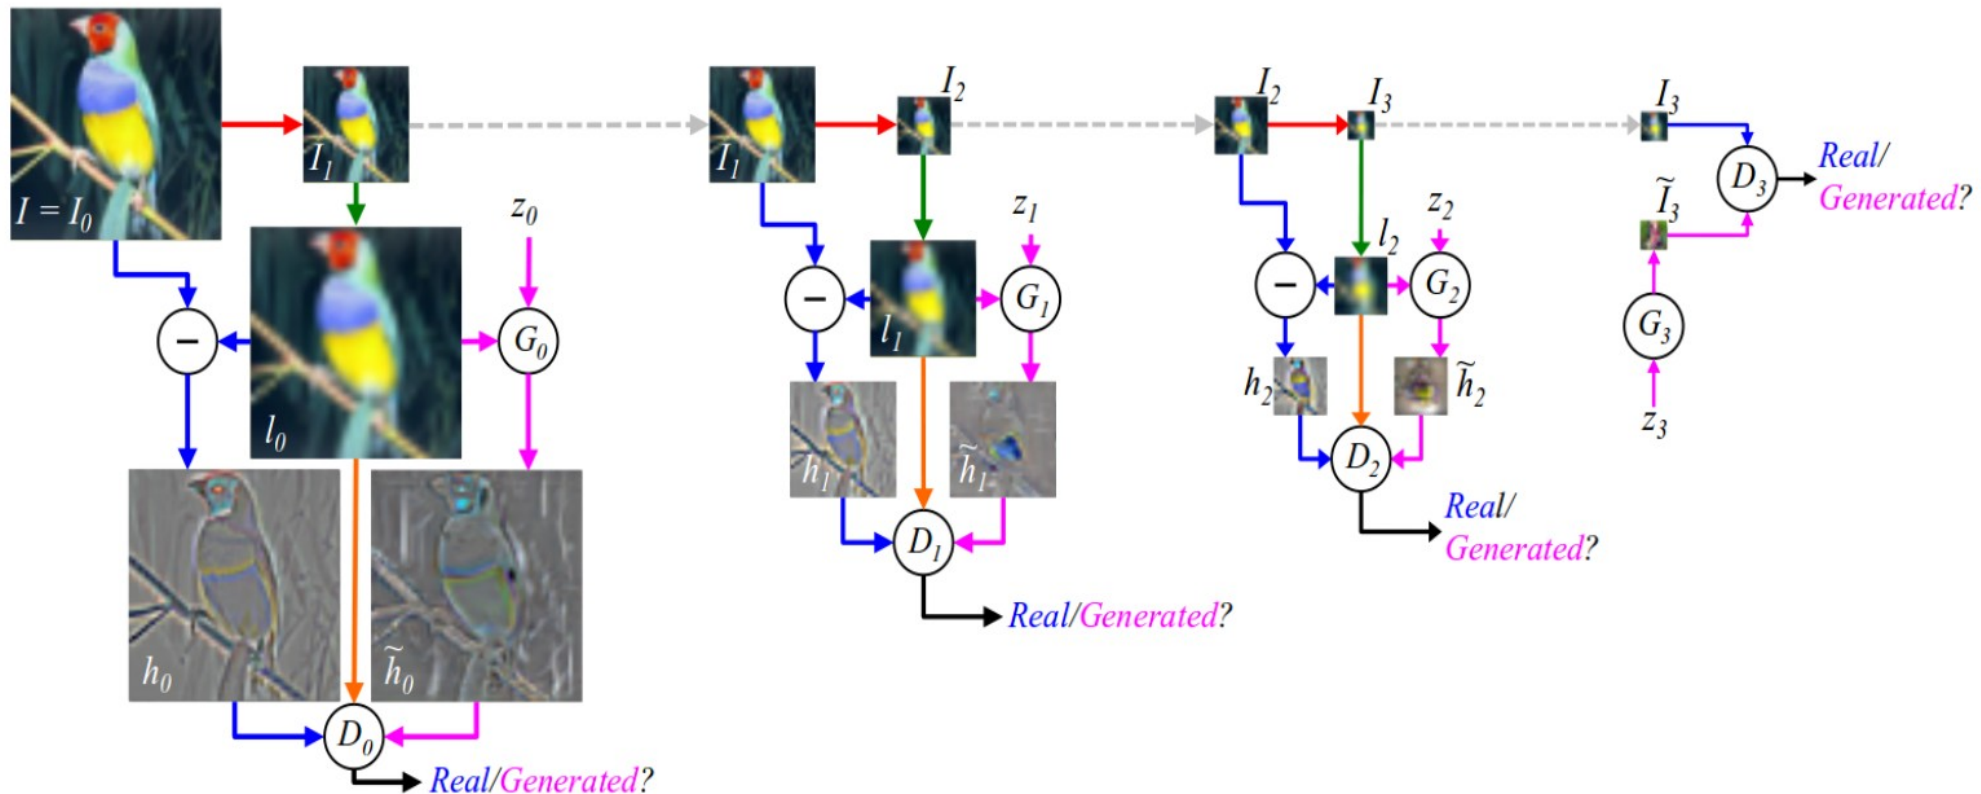 I = I₀
I₁
z₀
−
G₀
l₀
h₀
h̃₀
D₀
Real/Generated?
I₁
I₂
z₁
−
G₁
l₁
h₁
h̃₁
D₁
Real/Generated?
I₂
I₃
z₂
l₂
−
G₂
h₂
h̃₂
D₂
Real/
Generated?
I₃
D₃
Real/
Generated?
Ĩ₃
G₃
z₃